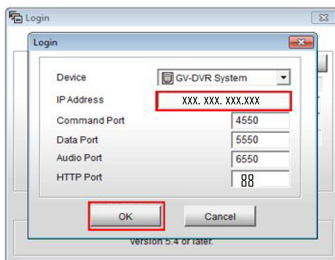 Login
Login
Device GV-DVR System
IP Address XXX. XXX. XXX.XXX
Command Port 4550
Data Port 5550
Audio Port 6550
HTTP Port 88
OK Cancel
version 5.4 or later.